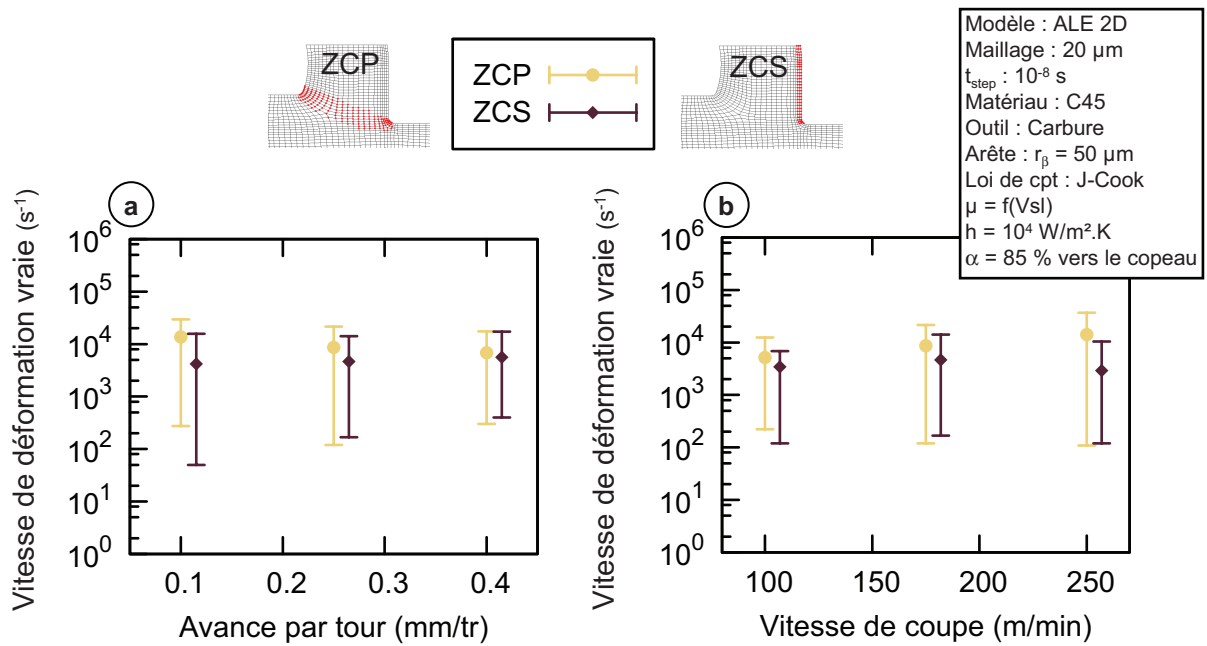 ZCP
ZCP
ZCS
ZCS
Modèle : ALE 2D
Maillage : 20 µm
t_step : 10⁻⁸ s
Matériau : C45
Outil : Carbure
Arête : r_β = 50 µm
Loi de cpt : J-Cook
µ = f(Vsl)
h = 10⁴ W/m².K
α = 85 % vers le copeau
a
Vitesse de déformation vraie (s⁻¹)
10⁶
10⁵
10⁴
10³
10²
10¹
10⁰
0.1 0.2 0.3 0.4
Avance par tour (mm/tr)
b
Vitesse de déformation vraie (s⁻¹)
10⁶
10⁵
10⁴
10³
10²
10¹
10⁰
100 150 200 250
Vitesse de coupe (m/min)